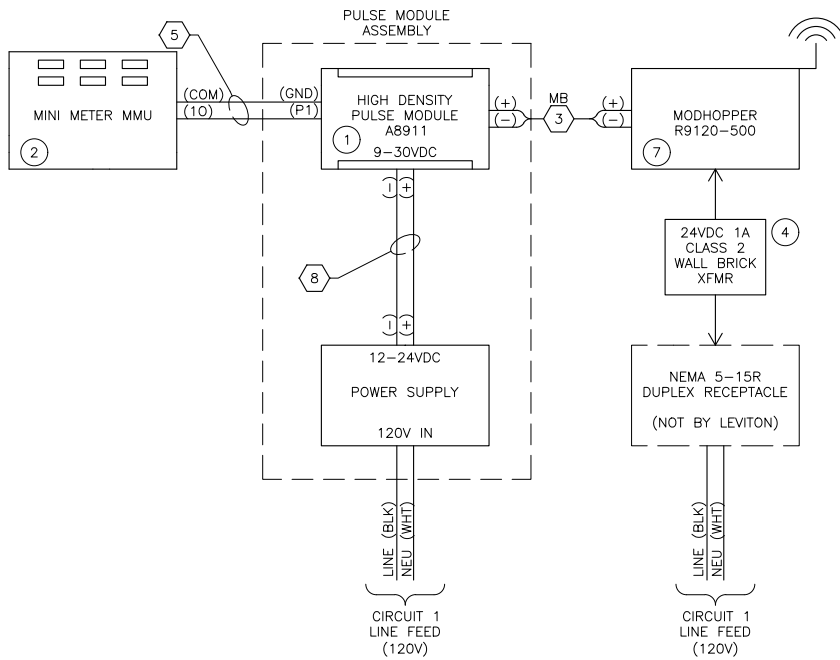 PULSE MODULE
ASSEMBLY
5
MINI METER MMU
2
(COM)
(10)
(GND)
(P1)
HIGH DENSITY
PULSE MODULE
A8911
1
9-30VDC
(+)
(-)
MB
3
(+)
(-)
MODHOPPER
R9120-500
7
(-)
(+)
8
(-)
(+)
24VDC 1A
CLASS 2
WALL BRICK
XFMR
4
12-24VDC
POWER SUPPLY
120V IN
NEMA 5-15R
DUPLEX RECEPTACLE
(NOT BY LEVITON)
LINE (BLK)
NEU (WHT)
LINE (BLK)
NEU (WHT)
CIRCUIT 1
LINE FEED
(120V)
CIRCUIT 1
LINE FEED
(120V)